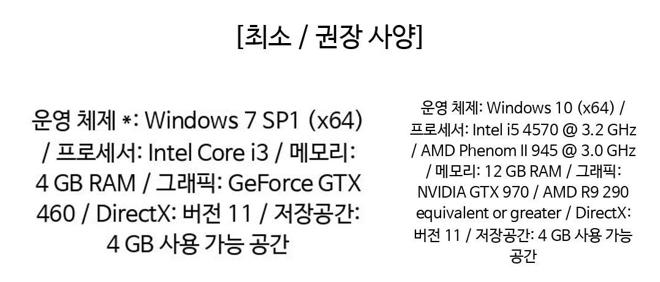 [최소 / 권장 사양]
운영 체제 *: Windows 7 SP1 (x64)
/ 프로세서: Intel Core i3 / 메모리:
4 GB RAM / 그래픽: GeForce GTX
460 / DirectX: 버전 11 / 저장공간:
4 GB 사용 가능 공간
운영 체제: Windows 10 (x64) /
프로세서: Intel i5 4570 @ 3.2 GHz
/ AMD Phenom II 945 @ 3.0 GHz
/ 메모리: 12 GB RAM / 그래픽:
NVIDIA GTX 970 / AMD R9 290
equivalent or greater / DirectX:
버전 11 / 저장공간: 4 GB 사용 가능
공간